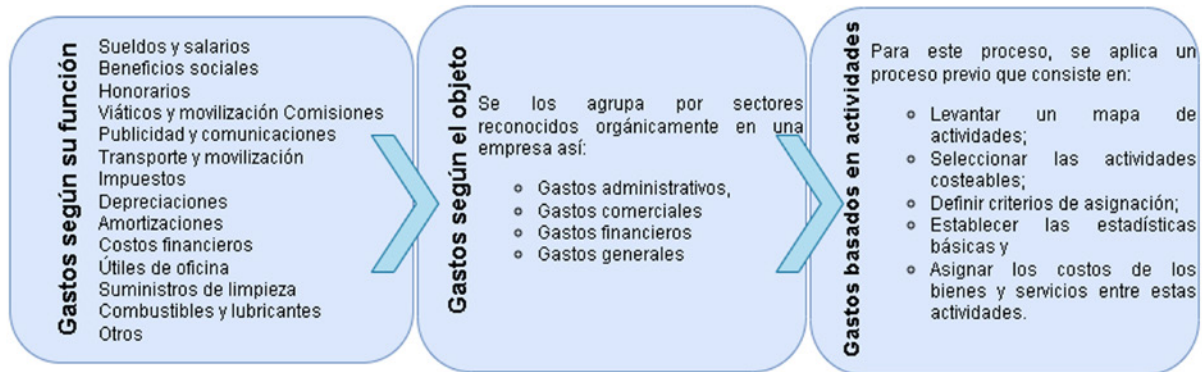 Gastos según su función
Sueldos y salarios
Beneficios sociales
Honorarios
Viáticos y movilización Comisiones
Publicidad y comunicaciones
Transporte y movilización
Impuestos
Depreciaciones
Amortizaciones
Costos financieros
Útiles de oficina
Suministros de limpieza
Combustibles y lubricantes
Otros
Gastos según el objeto
Se los agrupa por sectores
reconocidos orgánicamente en una
empresa así:
Gastos administrativos,
Gastos comerciales
Gastos financieros
Gastos generales
Gastos basados en actividades
Para este proceso, se aplica un
proceso previo que consiste en:
Levantar un mapa de
actividades;
Seleccionar las actividades
costeables;
Definir criterios de asignación;
Establecer las estadísticas
básicas y
Asignar los costos de los
bienes y servicios entre estas
actividades.